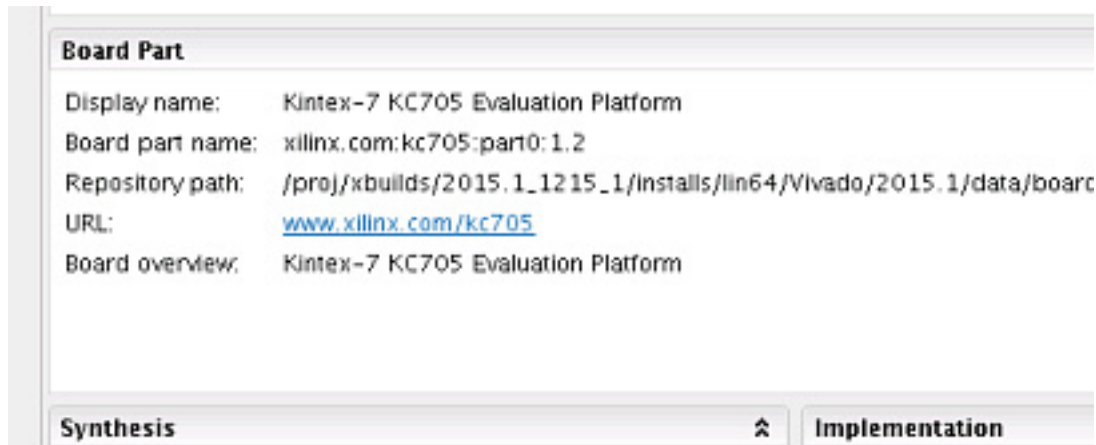 Board Part
Display name: Kintex-7 KC705 Evaluation Platform
Board part name: xilinx.com:kc705:part0:1.2
Repository path: /proj/xbuilds/2015.1_1215_1/installs/lin64/Vivado/2015.1/data/board
URL: www.xilinx.com/kc705
Board overview: Kintex-7 KC705 Evaluation Platform
Synthesis Implementation